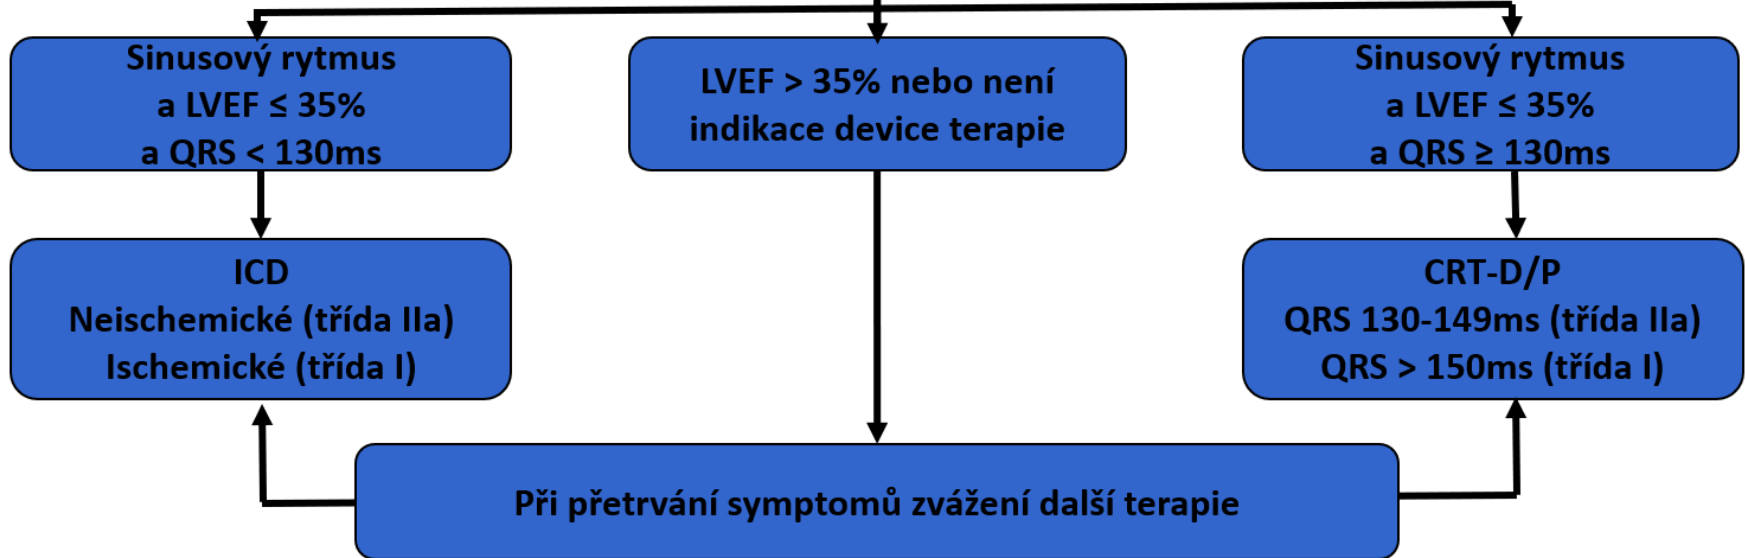 Sinusový rytmus
a LVEF ≤ 35%
a QRS < 130ms
LVEF > 35% nebo není
indikace device terapie
Sinusový rytmus
a LVEF ≤ 35%
a QRS ≥ 130ms
ICD
Neischemické (třída IIa)
Ischemické (třída I)
CRT-D/P
QRS 130-149ms (třída IIa)
QRS > 150ms (třída I)
Při přetrvání symptomů zvážení další terapie